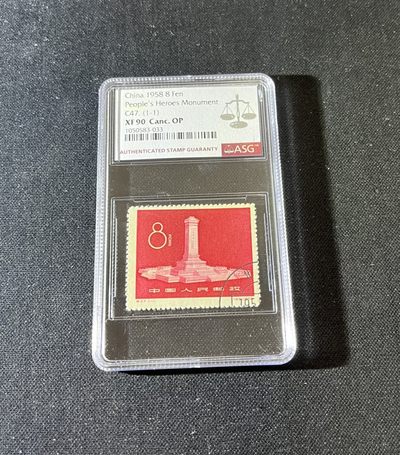 China 1958 8 Fen
People's Heroes Monument
C47. (1-1)
XF 90 Canc. OP
1050583-033
ASG
AUTHENTICATED STAMP GUARANTY
8
中国人民邮政